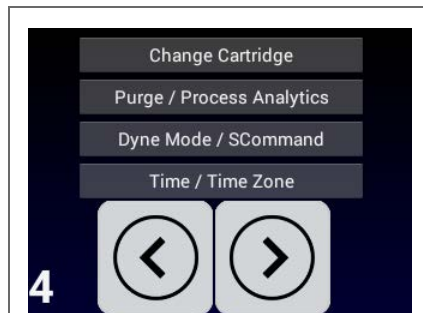 Change Cartridge
Purge / Process Analytics
Dyne Mode / SCommand
Time / Time Zone
4